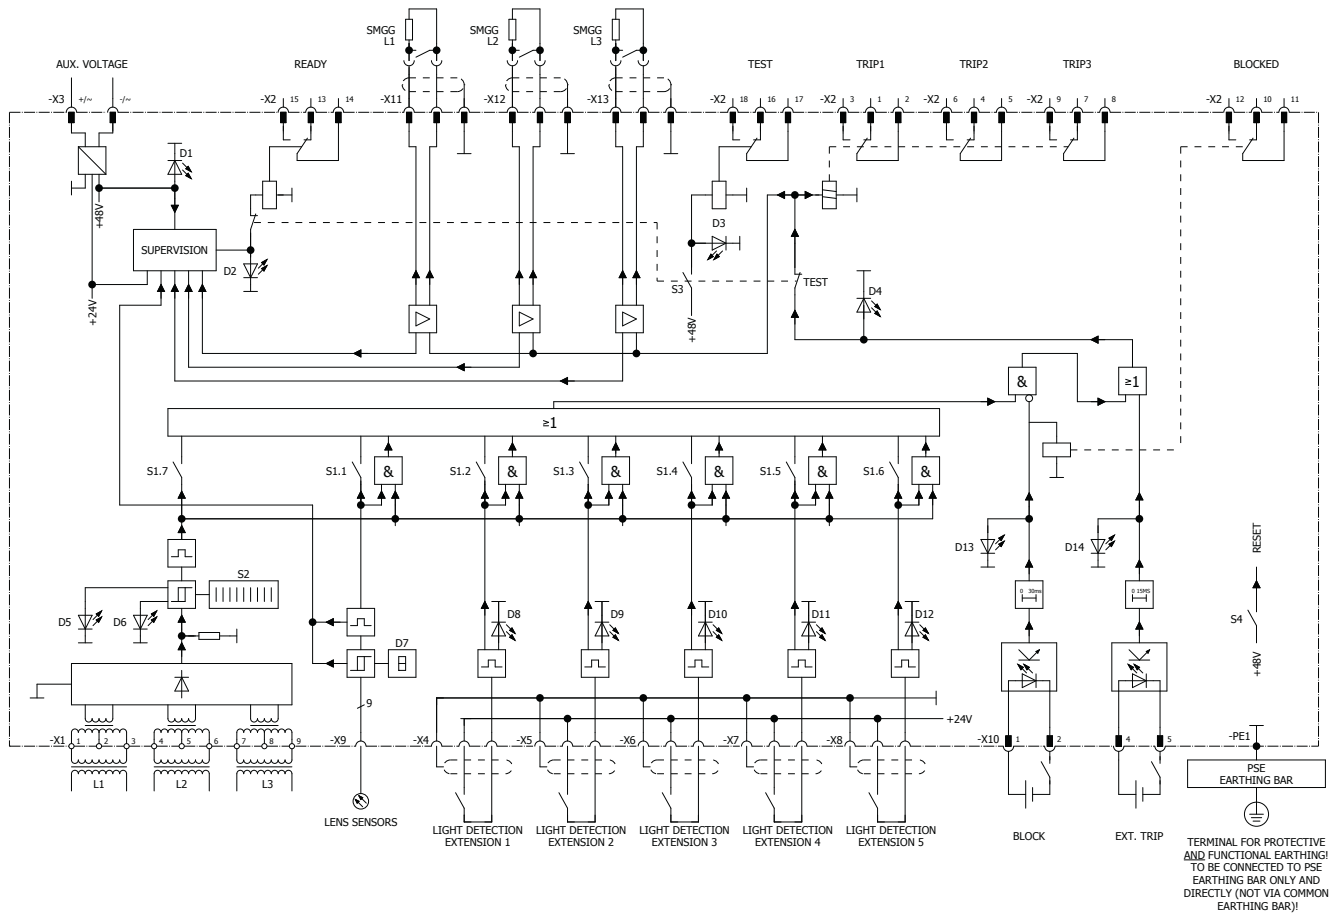 SMGG L1
SMGG L2
SMGG L3
AUX. VOLTAGE
READY
TEST
TRIP1
TRIP2
TRIP3
BLOCKED
-X3 +/~ -/~
-X2 15 13 14
-X11
-X12
-X13
-X2 18 16 17
-X2 3 1 2
-X2 6 4 5
-X2 9 7 8
-X2 12 10 11
D1
+48V
SUPERVISION
D2
+24V
D3
S3
+48V
TEST
D4
&
≥1
≥1
S1.7
S1.1 &
S1.2 &
S1.3 &
S1.4 &
S1.5 &
S1.6 &
D13
D14
RESET
S2
0 30ms
0 15MS
D5
D6
D7
D8
D9
D10
D11
D12
S4
+48V
9
+24V
-X1 1 2 3 4 5 6 7 8 9
-X9
-X4
-X5
-X6
-X7
-X8
-X10 1 2 4 5
-PE1
L1
L2
L3
PSE
EARTHING BAR
LENS SENSORS
LIGHT DETECTION
EXTENSION 1
LIGHT DETECTION
EXTENSION 2
LIGHT DETECTION
EXTENSION 3
LIGHT DETECTION
EXTENSION 4
LIGHT DETECTION
EXTENSION 5
BLOCK
EXT. TRIP
TERMINAL FOR PROTECTIVE
AND FUNCTIONAL EARTHING!
TO BE CONNECTED TO PSE
EARTHING BAR ONLY AND
DIRECTLY (NOT VIA COMMON
EARTHING BAR)!